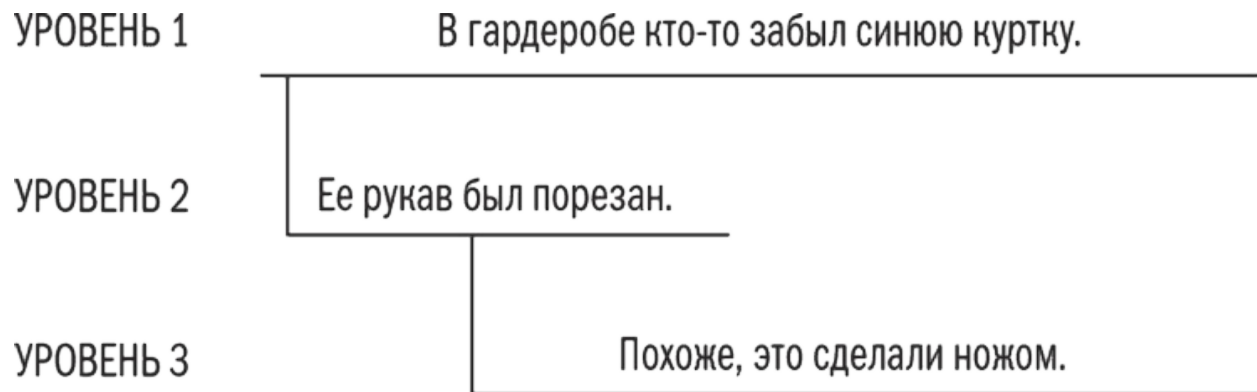 УРОВЕНЬ 1 В гардеробе кто-то забыл синюю куртку.
УРОВЕНЬ 2 Ее рукав был порезан.
УРОВЕНЬ 3 Похоже, это сделали ножом.